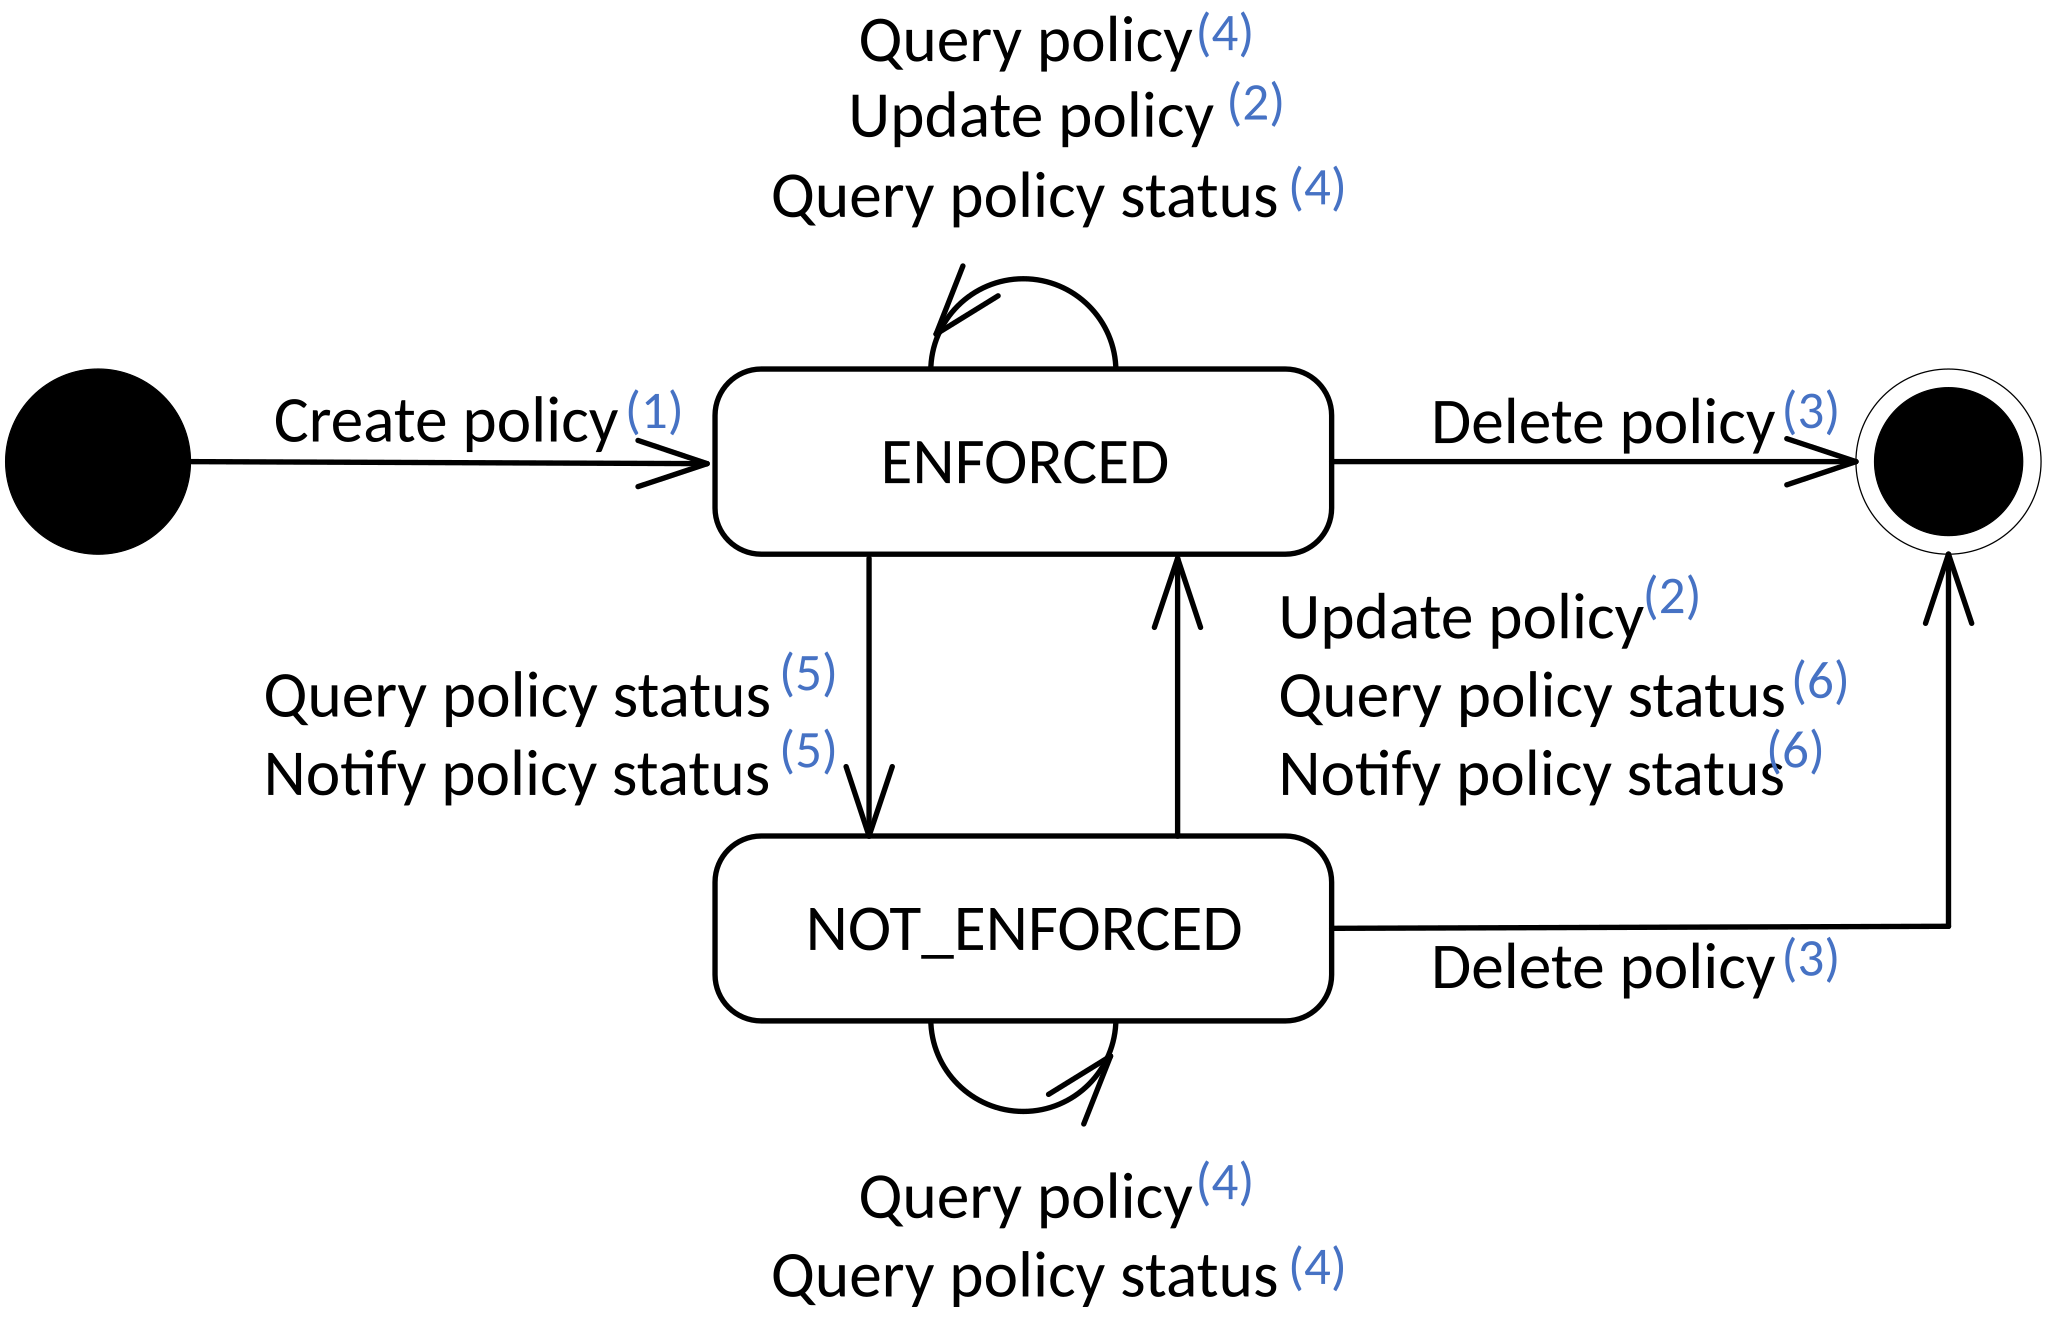 Query policy(4)
Update policy (2)
Query policy status (4)
Create policy(1)
ENFORCED
Delete policy(3)
Query policy status (5)
Notify policy status (5)
Update policy(2)
Query policy status(6)
Notify policy status(6)
NOT_ENFORCED
Delete policy(3)
Query policy(4)
Query policy status (4)